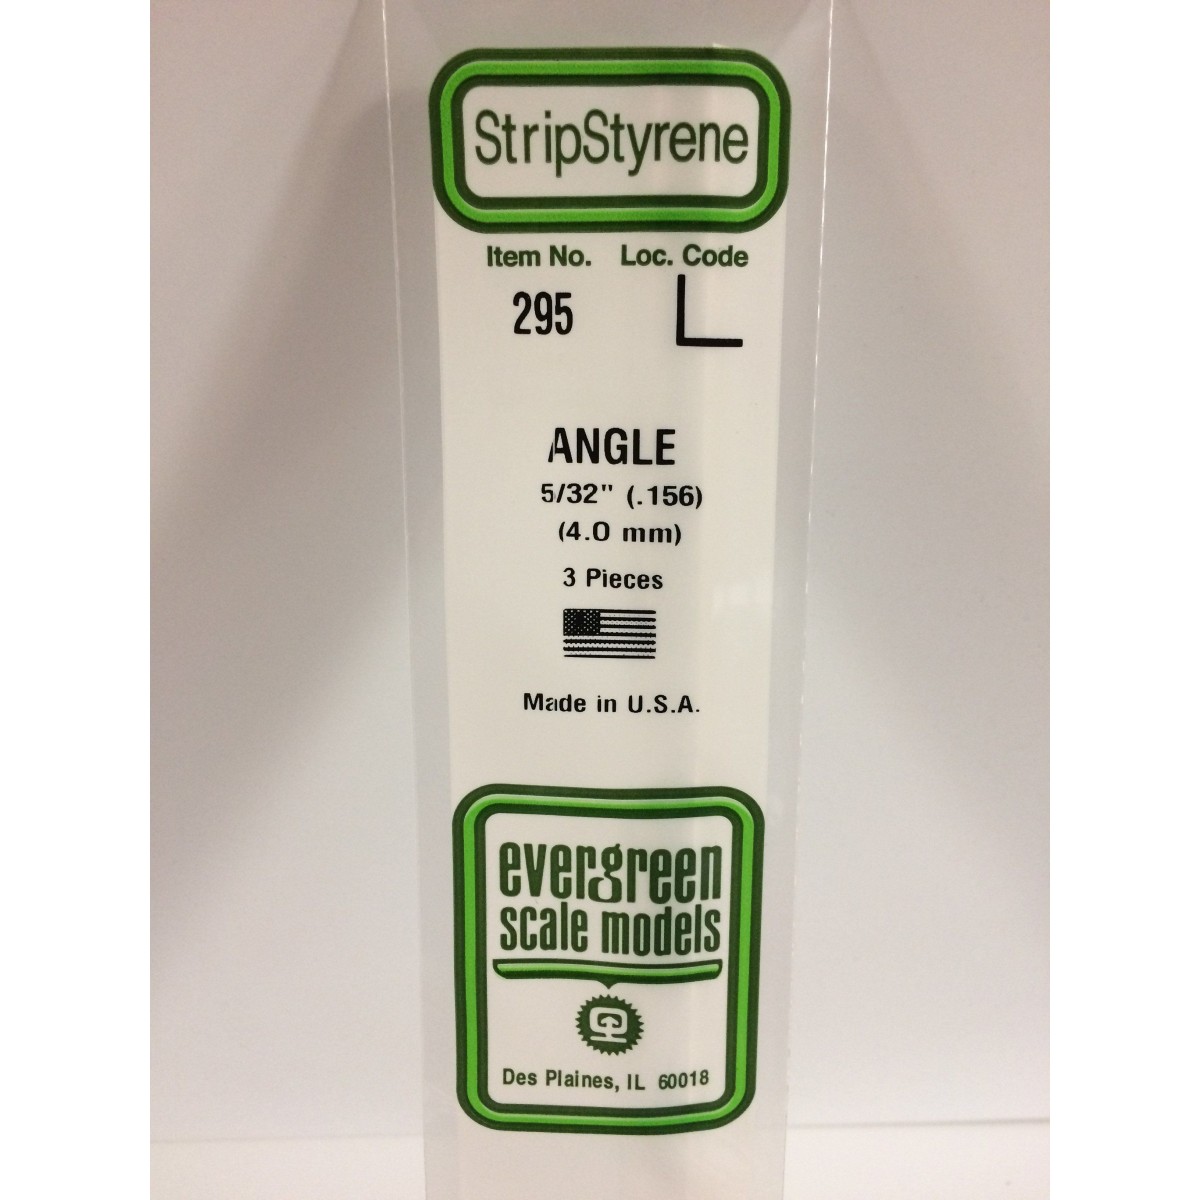 StripStyrene
Item No. Loc. Code
295 L
ANGLE
5/32" (.156)
(4.0 mm)
3 Pieces
Made in U.S.A.
evergreen
scale models
Des Plaines, IL 60018